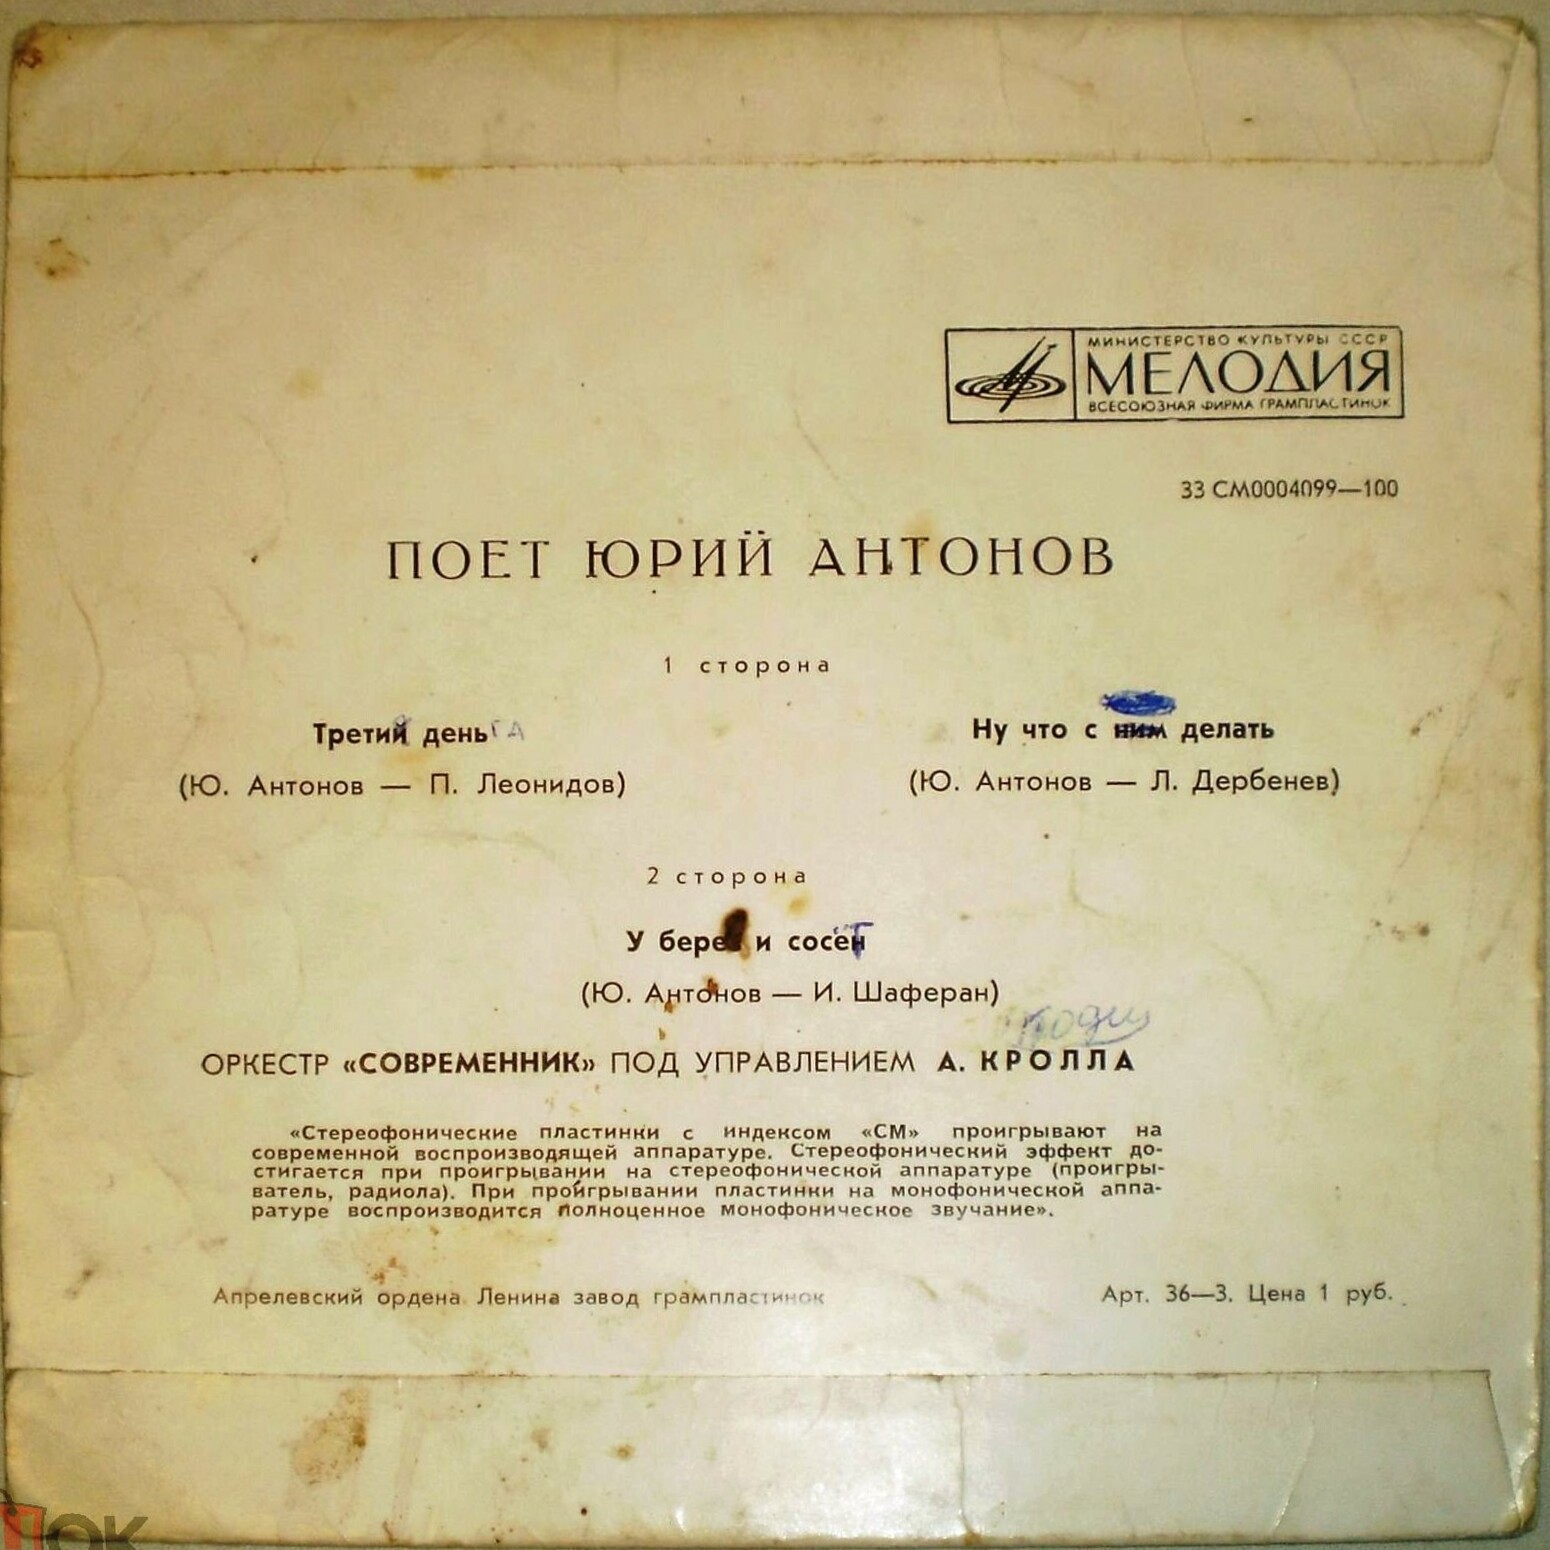 МИНИСТЕРСТВО КУЛЬТУРЫ СССР
МЕЛОДИЯ
ВСЕСОЮЗНАЯ ФИРМА ГРАМПЛАСТИНОК
33 СМ0004099—100
ПОЕТ ЮРИЙ АНТОНОВ
1 сторона
Третий день
(Ю. Антонов — П. Леонидов)
Ну что с ним делать
(Ю. Антонов — Л. Дербенев)
2 сторона
У берез и сосен
(Ю. Антонов — И. Шаферан)
ОРКЕСТР «СОВРЕМЕННИК» ПОД УПРАВЛЕНИЕМ А. КРОЛЛА
«Стереофонические пластинки с индексом «СМ» проигрывают на
современной воспроизводящей аппаратуре. Стереофонический эффект до-
стигается при проигрывании на стереофонической аппаратуре (проигры-
ватель, радиола). При проигрывании пластинки на монофонической аппа-
ратуре воспроизводится полноценное монофоническое звучание».
Апрелевский ордена Ленина завод грампластинок
Арт. 36—3. Цена 1 руб.